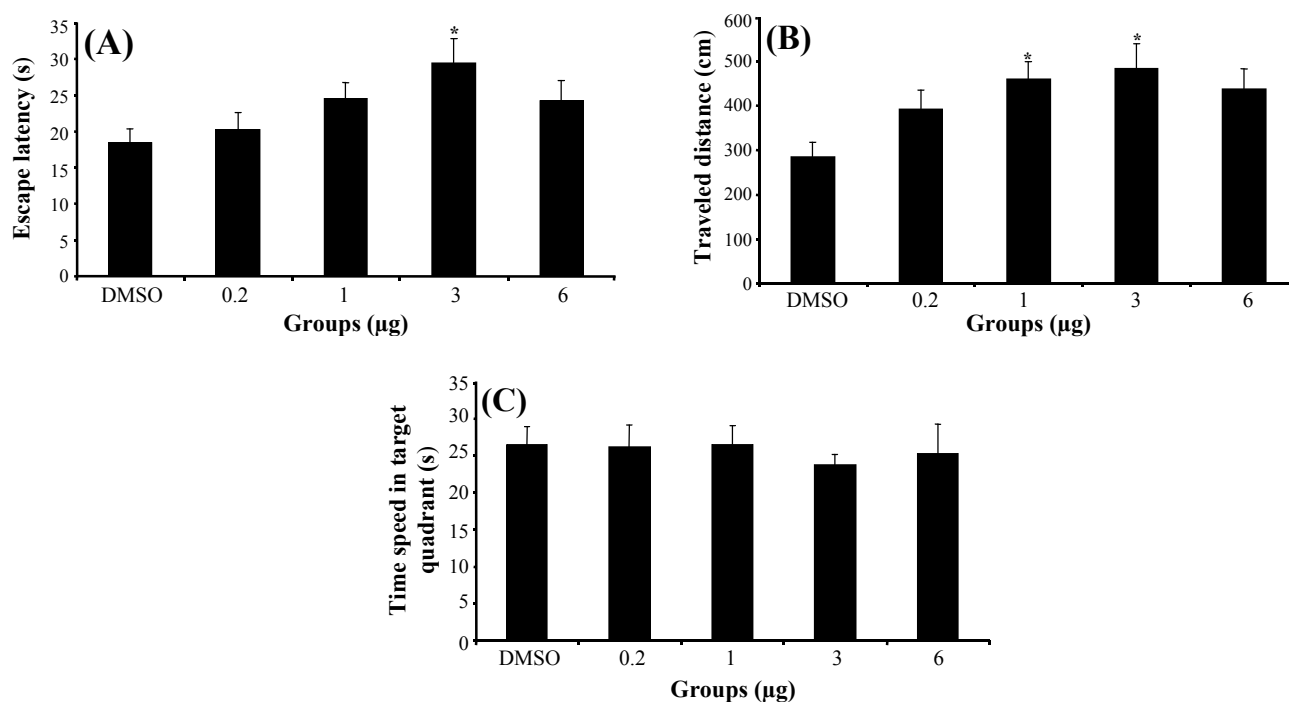 (A)
Escape latency (s)
35
30
25
20
15
10
5
0
*
DMSO 0.2 1 3 6
Groups (µg)
(B)
Traveled distance (cm)
600
500
400
300
200
100
0
* *
DMSO 0.2 1 3 6
Groups (µg)
(C)
Time speed in target
quadrant (s)
35
30
25
20
15
10
5
0
DMSO 0.2 1 3 6
Groups (µg)